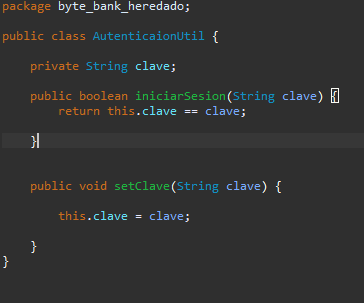 package byte_bank_heredado;
public class AutenticaionUtil {
private String clave;
public boolean iniciarSesion(String clave) {
return this.clave == clave;
}
public void setClave(String clave) {
this.clave = clave;
}
}